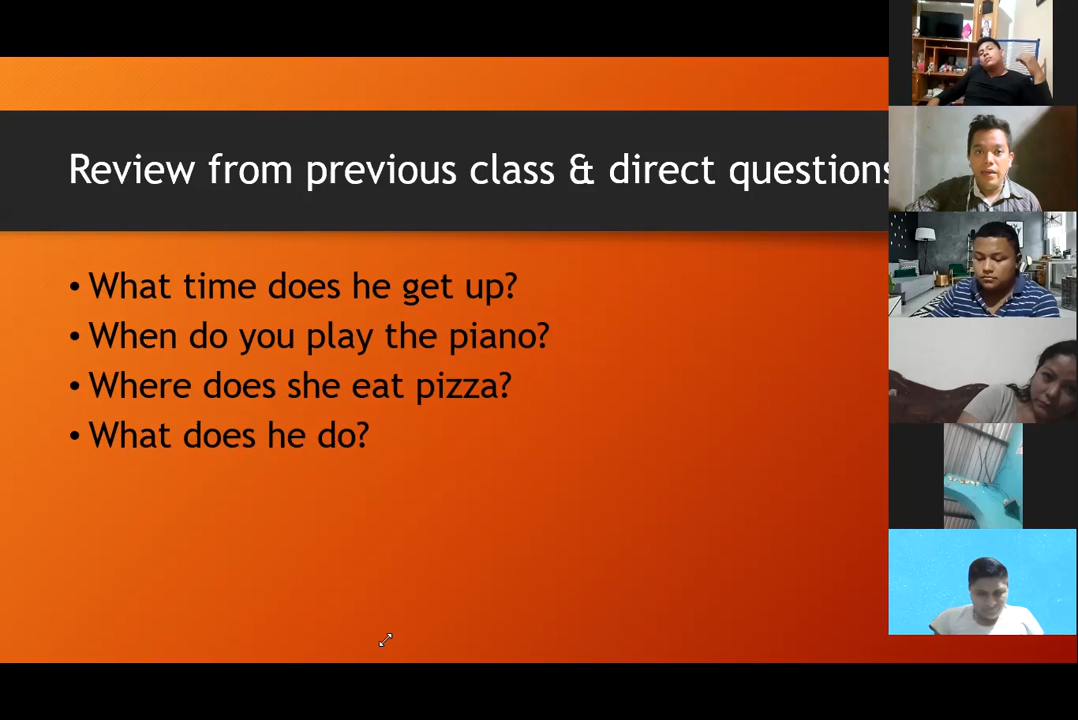 Review from previous class & direct questions
• What time does he get up?
• When do you play the piano?
• Where does she eat pizza?
• What does he do?